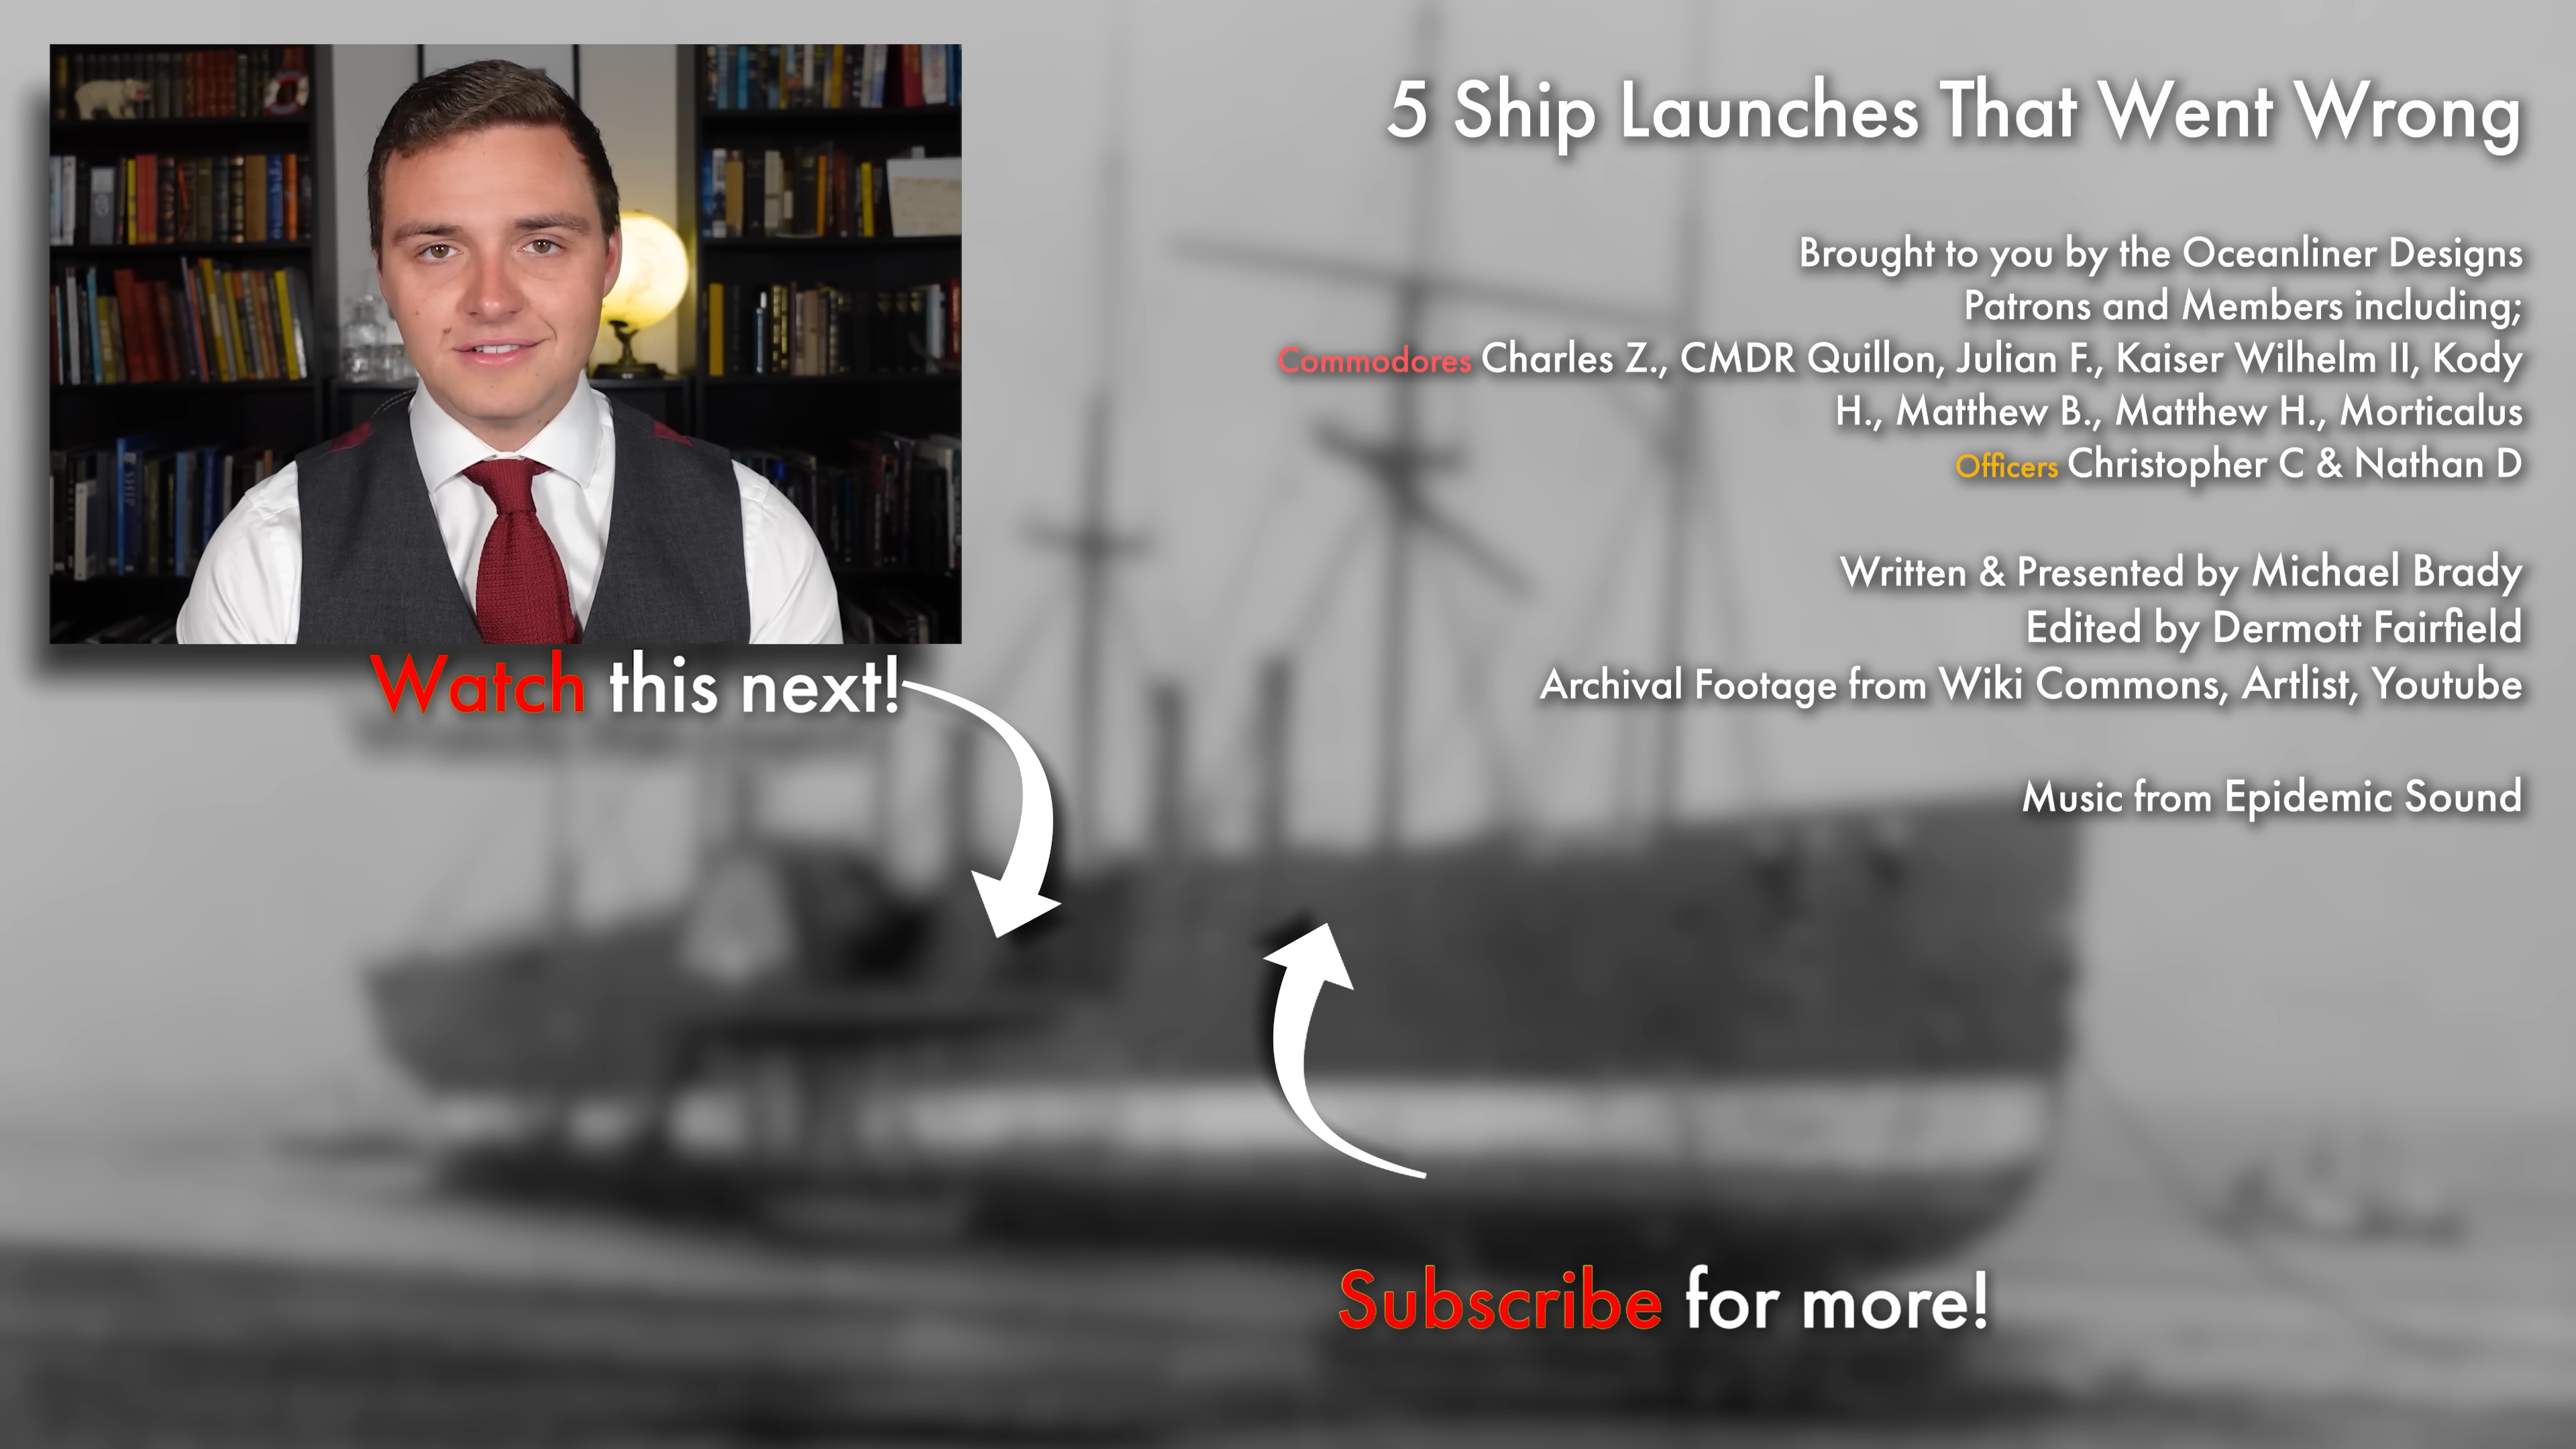 5 Ship Launches That Went Wrong
Brought to you by the Oceanliner Designs
Patrons and Members including;
Commodores Charles Z., CMDR Quillon, Julian F., Kaiser Wilhelm II, Kody
H., Matthew B., Matthew H., Morticalus
Officers Christopher C & Nathan D
Written & Presented by Michael Brady
Edited by Dermott Fairfield
Archival Footage from Wiki Commons, Artlist, Youtube
Music from Epidemic Sound
Watch this next!
Subscribe for more!